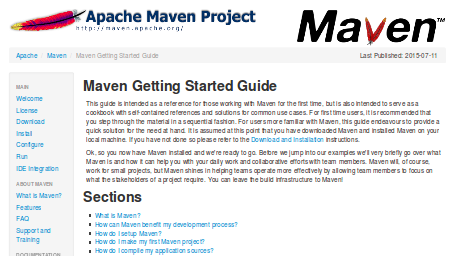 Apache Maven Project
http://maven.apache.org/
Maven™
Apache Maven Maven Getting Started Guide Last Published: 2015-07-11
MAIN
Welcome
License
Download
Install
Configure
Run
IDE Integration
ABOUT MAVEN
What is Maven?
Features
FAQ
Support and
Training
DOCUMENTATION
Maven Getting Started Guide
This guide is intended as a reference for those working with Maven for the first time, but is also intended to serve as a
cookbook with self-contained references and solutions for common use cases. For first time users, it is recommended that
you step through the material in a sequential fashion. For users more familiar with Maven, this guide endeavours to provide a
quick solution for the need at hand. It is assumed at this point that you have downloaded Maven and installed Maven on your
local machine. If you have not done so please refer to the Download and Installation instructions.
Ok, so you now have Maven installed and we're ready to go. Before we jump into our examples we'll very briefly go over what
Maven is and how it can help you with your daily work and collaborative efforts with team members. Maven will, of course,
work for small projects, but Maven shines in helping teams operate more effectively by allowing team members to focus on
what the stakeholders of a project require. You can leave the build infrastructure to Maven!
Sections
What is Maven?
How can Maven benefit my development process?
How do I setup Maven?
How do I make my first Maven project?
How do I compile my application sources?